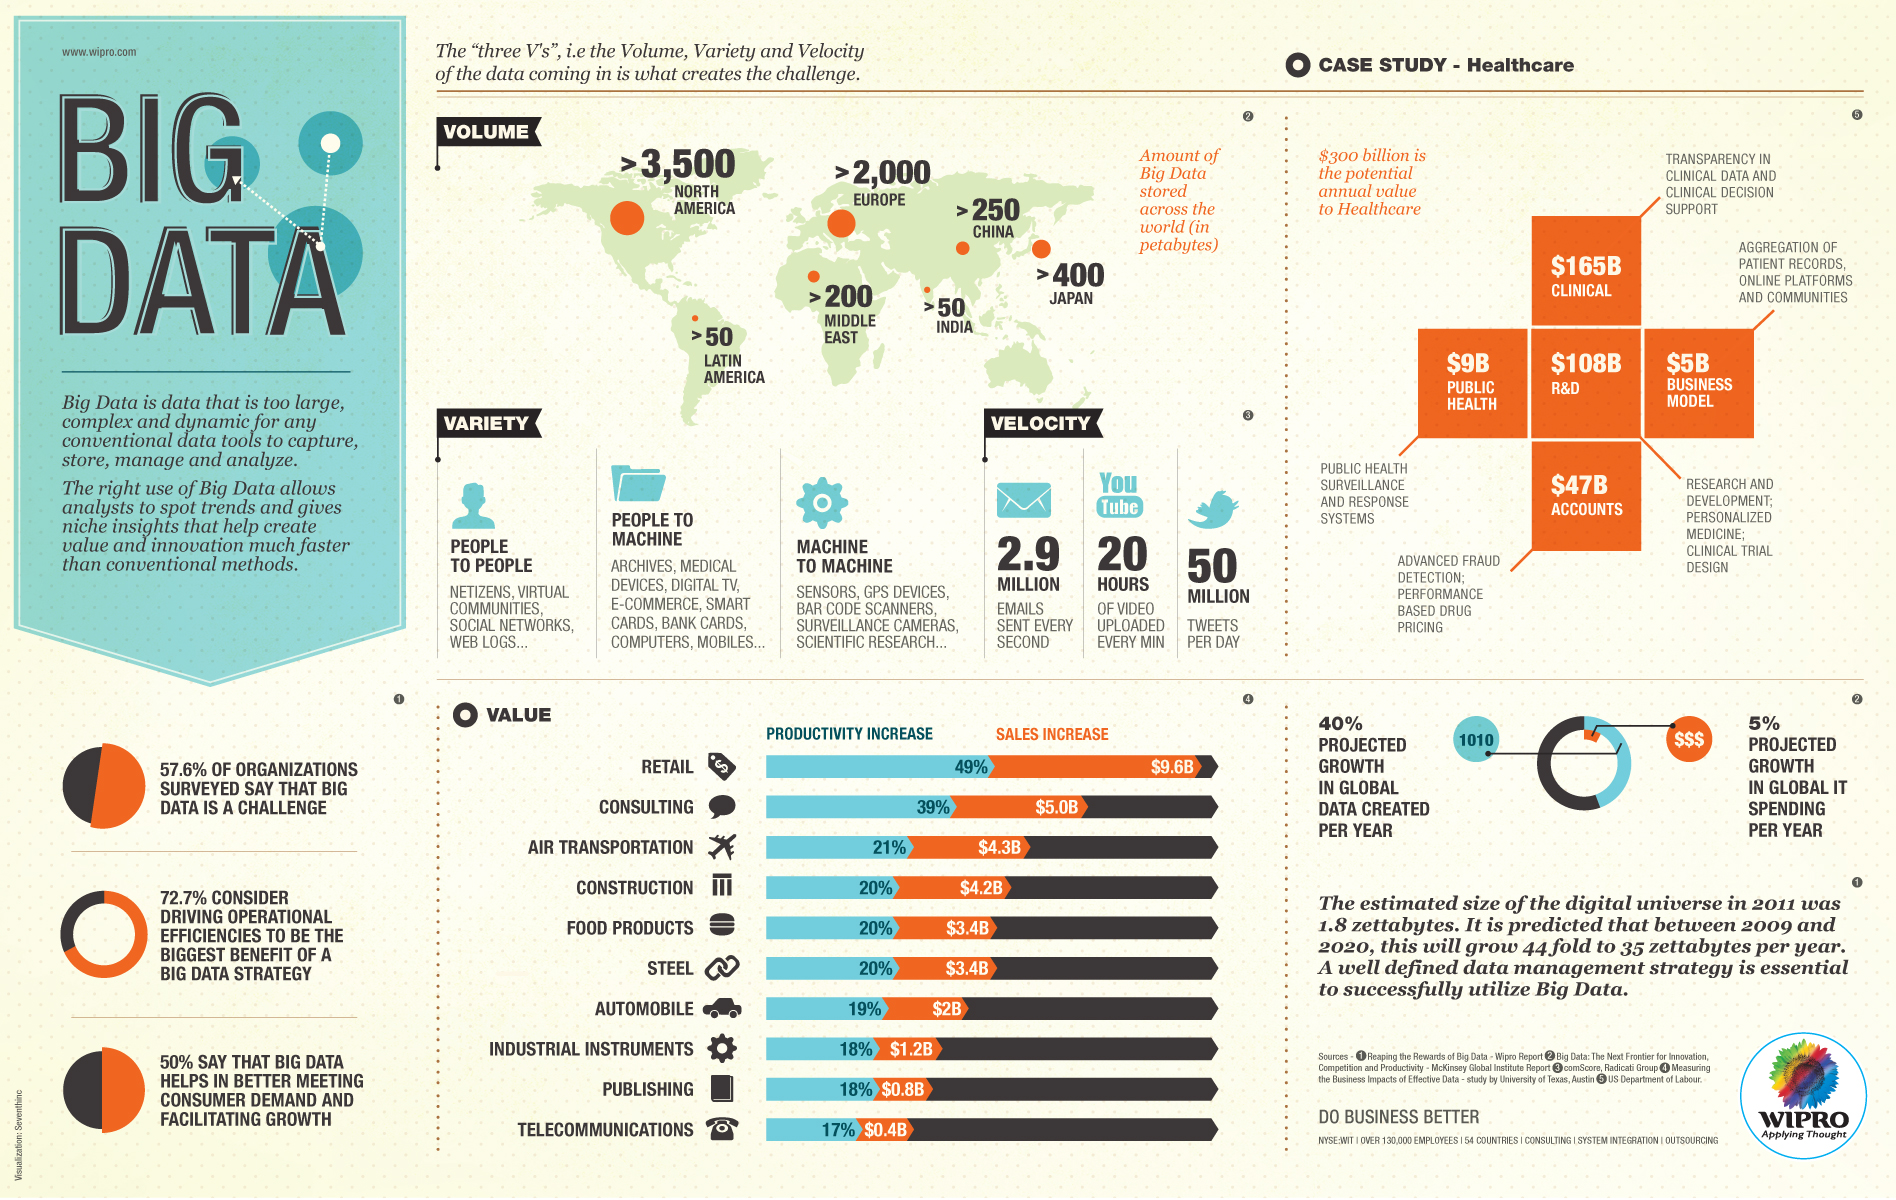 www.wipro.com
BIG
DATA
Big Data is data that is too large,
complex and dynamic for any
conventional data tools to capture,
store, manage and analyze.
The right use of Big Data allows
analysts to spot trends and gives
niche insights that help create
value and innovation much faster
than conventional methods.
1
57.6% OF ORGANIZATIONS
SURVEYED SAY THAT BIG
DATA IS A CHALLENGE
72.7% CONSIDER
DRIVING OPERATIONAL
EFFICIENCIES TO BE THE
BIGGEST BENEFIT OF A
BIG DATA STRATEGY
50% SAY THAT BIG DATA
HELPS IN BETTER MEETING
CONSUMER DEMAND AND
FACILITATING GROWTH
Visualization: Seventhinc
The “three V's”, i.e the Volume, Variety and Velocity
of the data coming in is what creates the challenge.
VOLUME
2
>3,500
NORTH
AMERICA
>2,000
EUROPE
>250
CHINA
>400
JAPAN
>200
MIDDLE
EAST
>50
INDIA
>50
LATIN
AMERICA
Amount of
Big Data
stored
across the
world (in
petabytes)
VARIETY
PEOPLE
TO PEOPLE
NETIZENS, VIRTUAL
COMMUNITIES,
SOCIAL NETWORKS,
WEB LOGS...
PEOPLE TO
MACHINE
ARCHIVES, MEDICAL
DEVICES, DIGITAL TV,
E-COMMERCE, SMART
CARDS, BANK CARDS,
COMPUTERS, MOBILES...
MACHINE
TO MACHINE
SENSORS, GPS DEVICES,
BAR CODE SCANNERS,
SURVEILLANCE CAMERAS,
SCIENTIFIC RESEARCH...
VELOCITY
3
2.9
MILLION
EMAILS
SENT EVERY
SECOND
You
Tube
20
HOURS
OF VIDEO
UPLOADED
EVERY MIN
50
MILLION
TWEETS
PER DAY
CASE STUDY - Healthcare
5
$300 billion is
the potential
annual value
to Healthcare
TRANSPARENCY IN
CLINICAL DATA AND
CLINICAL DECISION
SUPPORT
AGGREGATION OF
PATIENT RECORDS,
ONLINE PLATFORMS
AND COMMUNITIES
$165B
CLINICAL
$9B
PUBLIC
HEALTH
$108B
R&D
$5B
BUSINESS
MODEL
$47B
ACCOUNTS
PUBLIC HEALTH
SURVEILLANCE
AND RESPONSE
SYSTEMS
RESEARCH AND
DEVELOPMENT;
PERSONALIZED
MEDICINE;
CLINICAL TRIAL
DESIGN
ADVANCED FRAUD
DETECTION;
PERFORMANCE
BASED DRUG
PRICING
VALUE
4
PRODUCTIVITY INCREASE SALES INCREASE
RETAIL $ 49% $9.6B
CONSULTING 39% $5.0B
AIR TRANSPORTATION 21% $4.3B
CONSTRUCTION 20% $4.2B
FOOD PRODUCTS 20% $3.4B
STEEL 20% $3.4B
AUTOMOBILE 19% $2B
INDUSTRIAL INSTRUMENTS 18% $1.2B
PUBLISHING 18% $0.8B
TELECOMMUNICATIONS 17% $0.4B
2
40%
PROJECTED
GROWTH
IN GLOBAL
DATA CREATED
PER YEAR
1010
$$$
5%
PROJECTED
GROWTH
IN GLOBAL IT
SPENDING
PER YEAR
1
The estimated size of the digital universe in 2011 was
1.8 zettabytes. It is predicted that between 2009 and
2020, this will grow 44 fold to 35 zettabytes per year.
A well defined data management strategy is essential
to successfully utilize Big Data.
Sources - 1 Reaping the Rewards of Big Data - Wipro Report 2 Big Data: The Next Frontier for Innovation,
Competition and Productivity - McKinsey Global Institute Report 3 comScore, Radicati Group 4 Measuring
the Business Impacts of Effective Data - study by University of Texas, Austin 5 US Department of Labour.
DO BUSINESS BETTER
NYSE:WIT | OVER 130,000 EMPLOYEES | 54 COUNTRIES | CONSULTING | SYSTEM INTEGRATION | OUTSOURCING
WIPRO
Applying Thought